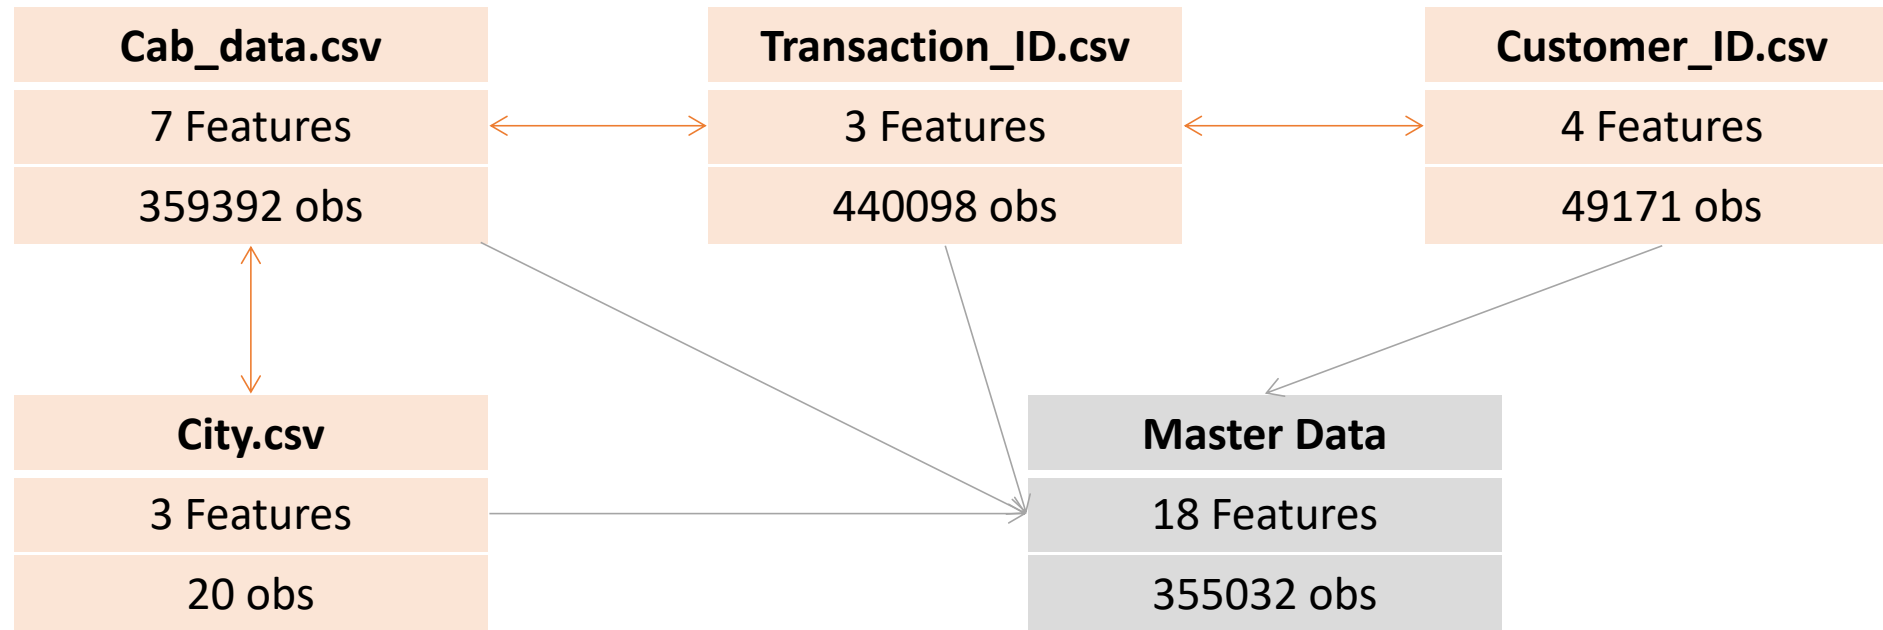 Cab_data.csv
7 Features
359392 obs
Transaction_ID.csv
3 Features
440098 obs
Customer_ID.csv
4 Features
49171 obs
City.csv
3 Features
20 obs
Master Data
18 Features
355032 obs